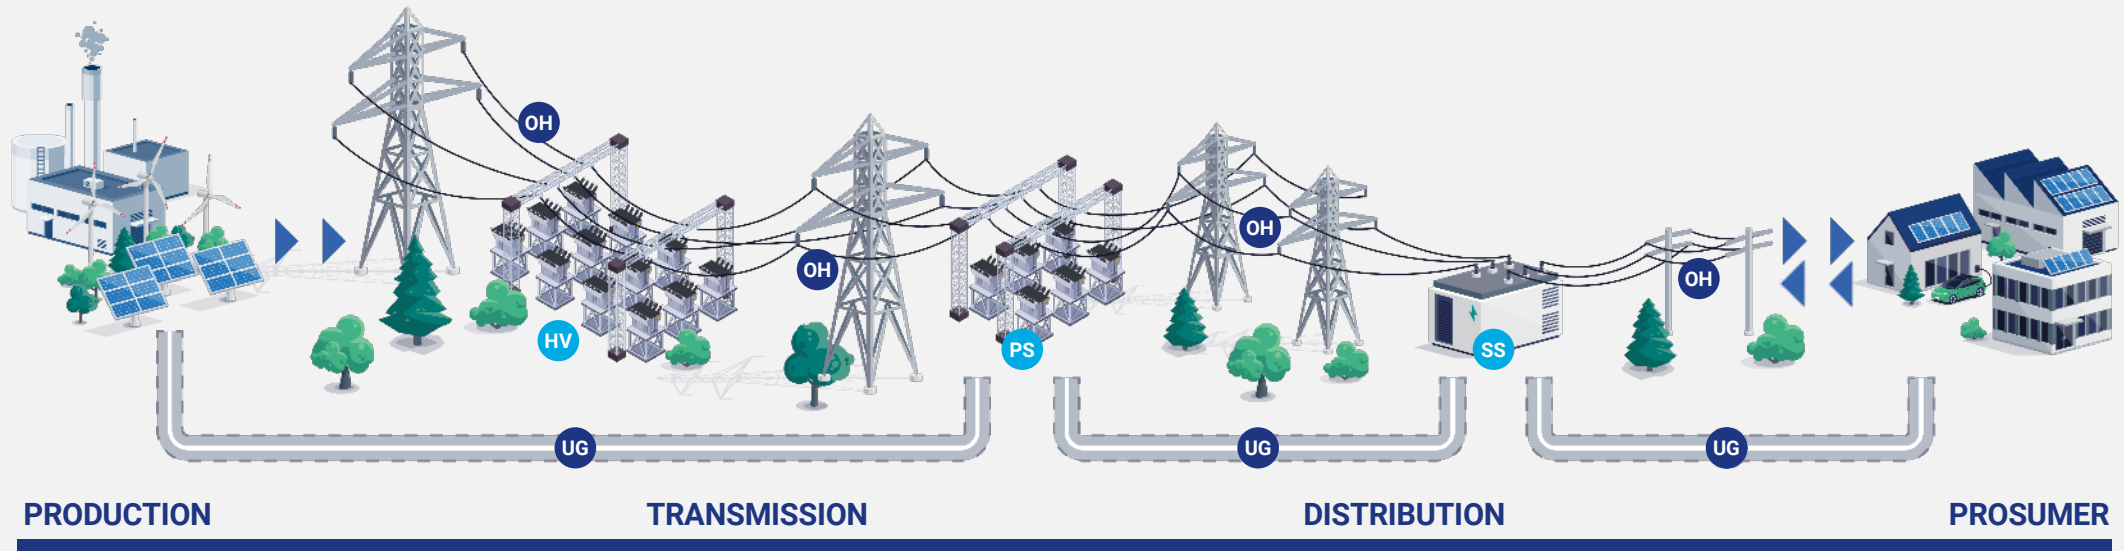 OH
OH
OH
OH
HV
PS
SS
UG
UG
UG
PRODUCTION
TRANSMISSION
DISTRIBUTION
PROSUMER